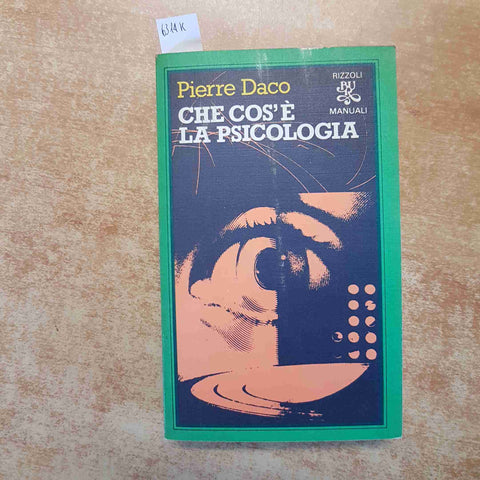 Pierre Daco
CHE COS'È
LA PSICOLOGIA
RIZZOLI
BUR
MANUALI